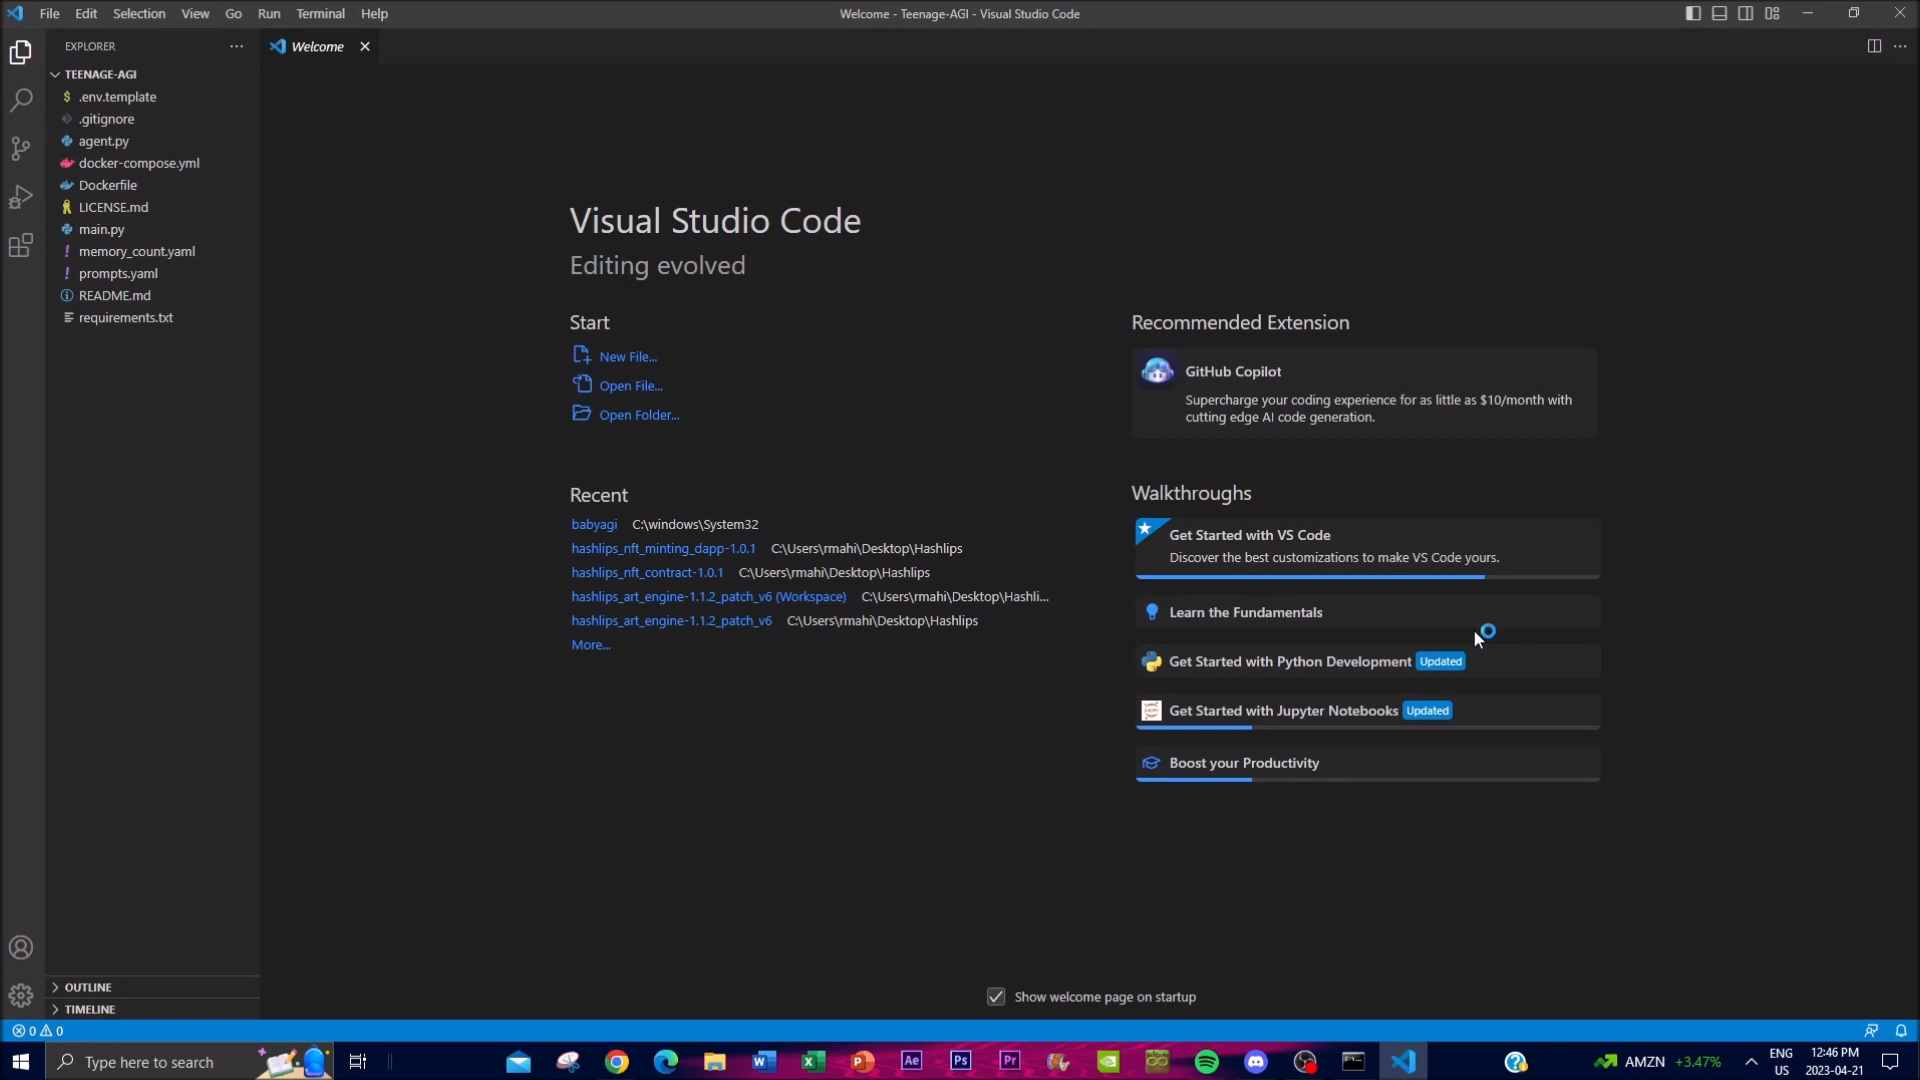 File Edit Selection View Go Run Terminal Help
Welcome - Teenage-AGI - Visual Studio Code
EXPLORER
Welcome
TEENAGE-AGI
.env.template
.gitignore
agent.py
docker-compose.yml
Dockerfile
LICENSE.md
main.py
memory_count.yaml
prompts.yaml
README.md
requirements.txt
Visual Studio Code
Editing evolved
Start
New File...
Open File...
Open Folder...
Recent
babyagi C:\windows\System32
hashlips_nft_minting_dapp-1.0.1 C:\Users\rmahi\Desktop\Hashlips
hashlips_nft_contract-1.0.1 C:\Users\rmahi\Desktop\Hashlips
hashlips_art_engine-1.1.2_patch_v6 (Workspace) C:\Users\rmahi\Desktop\Hashli...
hashlips_art_engine-1.1.2_patch_v6 C:\Users\rmahi\Desktop\Hashlips
More...
Recommended Extension
GitHub Copilot
Supercharge your coding experience for as little as $10/month with
cutting edge AI code generation.
Walkthroughs
Get Started with VS Code
Discover the best customizations to make VS Code yours.
Learn the Fundamentals
Get Started with Python Development Updated
Get Started with Jupyter Notebooks Updated
Boost your Productivity
Show welcome page on startup
OUTLINE
TIMELINE
0 0
Type here to search
Ae Ps Pr
AMZN +3.47%
ENG
US
12:46 PM
2023-04-21